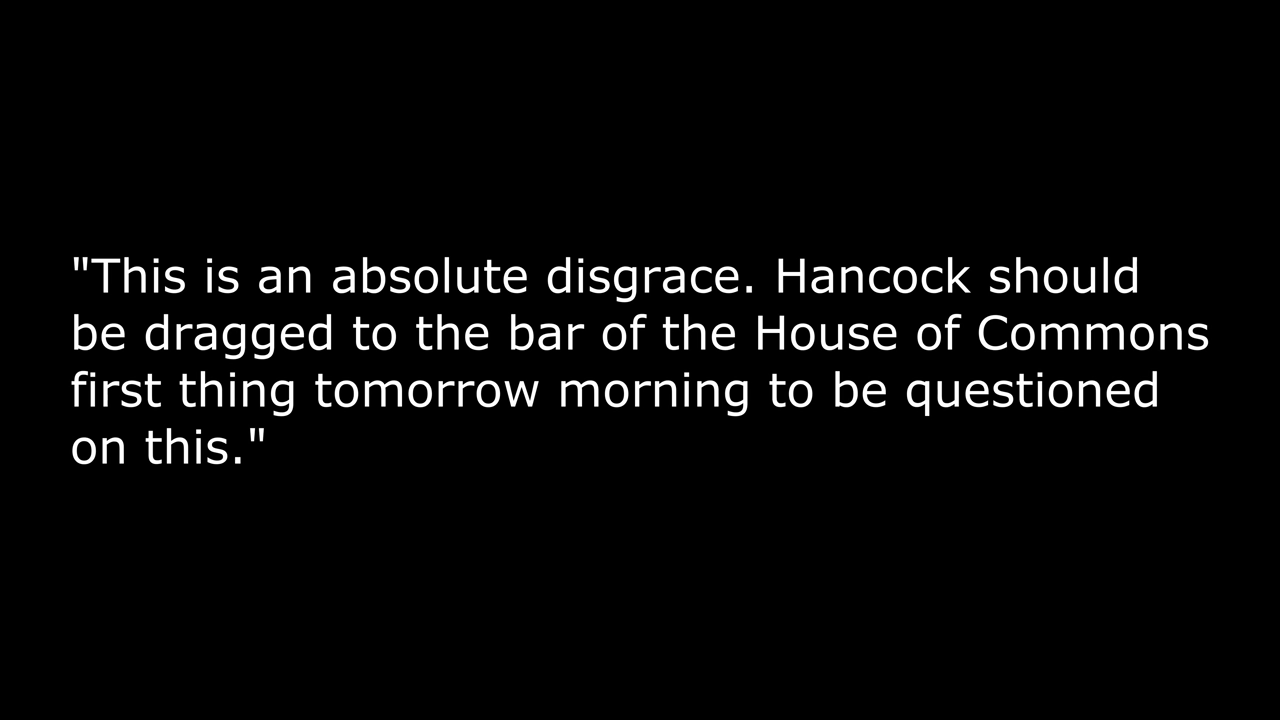 "This is an absolute disgrace. Hancock should
be dragged to the bar of the House of Commons
first thing tomorrow morning to be questioned
on this."